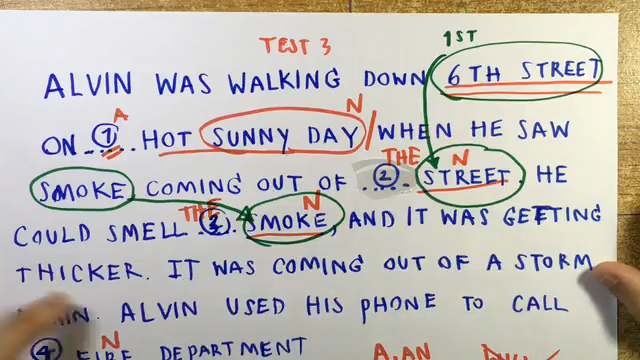 TEST 3
1ST
ALVIN WAS WALKING DOWN 6TH STREET
A N
ON ..1.. HOT SUNNY DAY / WHEN HE SAW
THE N
SMOKE COMING OUT OF ..2.. STREET. HE
THE N
COULD SMELL .3. SMOKE, AND IT WAS GETTING
THICKER. IT WAS COMING OUT OF A STORM
ALVIN USED HIS PHONE TO CALL
N
4 FIRE DEPARTMENT
A, AN